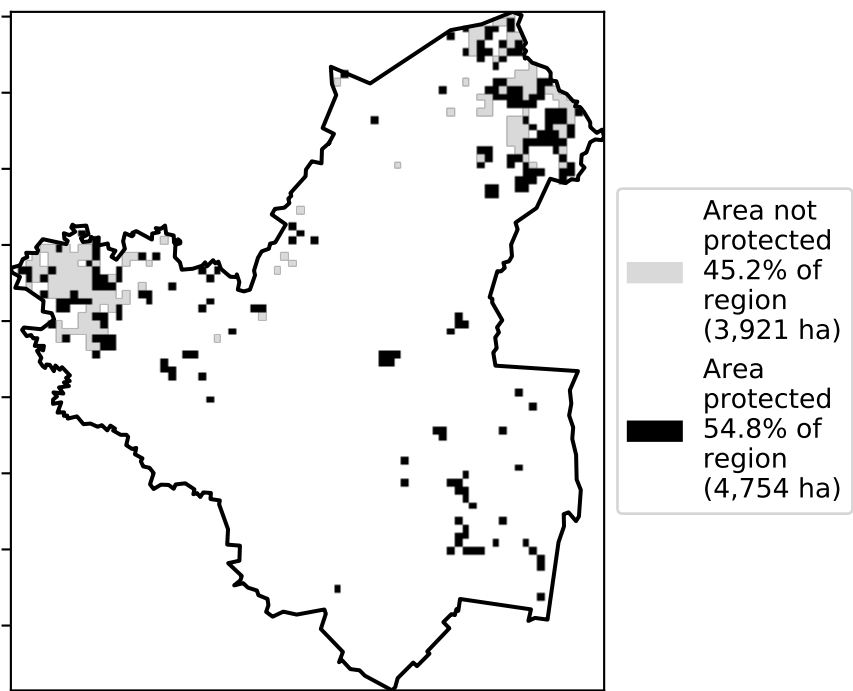 Area not
protected
45.2% of
region
(3,921 ha)
Area
protected
54.8% of
region
(4,754 ha)